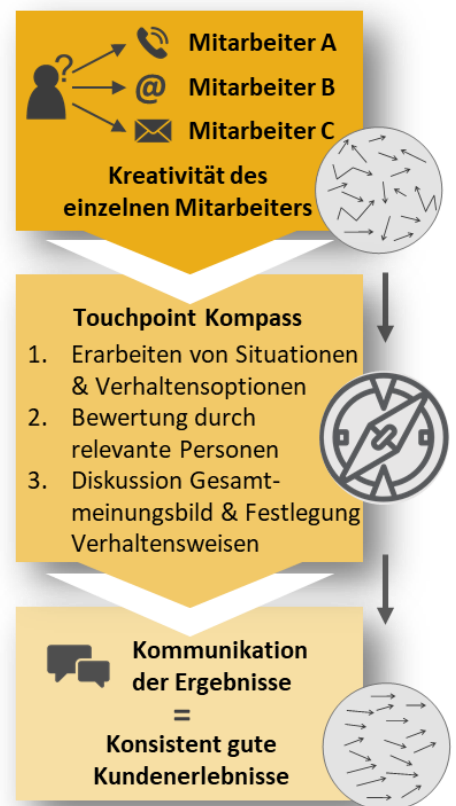 ?
Mitarbeiter A
@ Mitarbeiter B
Mitarbeiter C
Kreativität des
einzelnen Mitarbeiters
Touchpoint Kompass
1. Erarbeiten von Situationen
& Verhaltensoptionen
2. Bewertung durch
relevante Personen
3. Diskussion Gesamt-
meinungsbild & Festlegung
Verhaltensweisen
Kommunikation
der Ergebnisse
=
Konsistent gute
Kundenerlebnisse